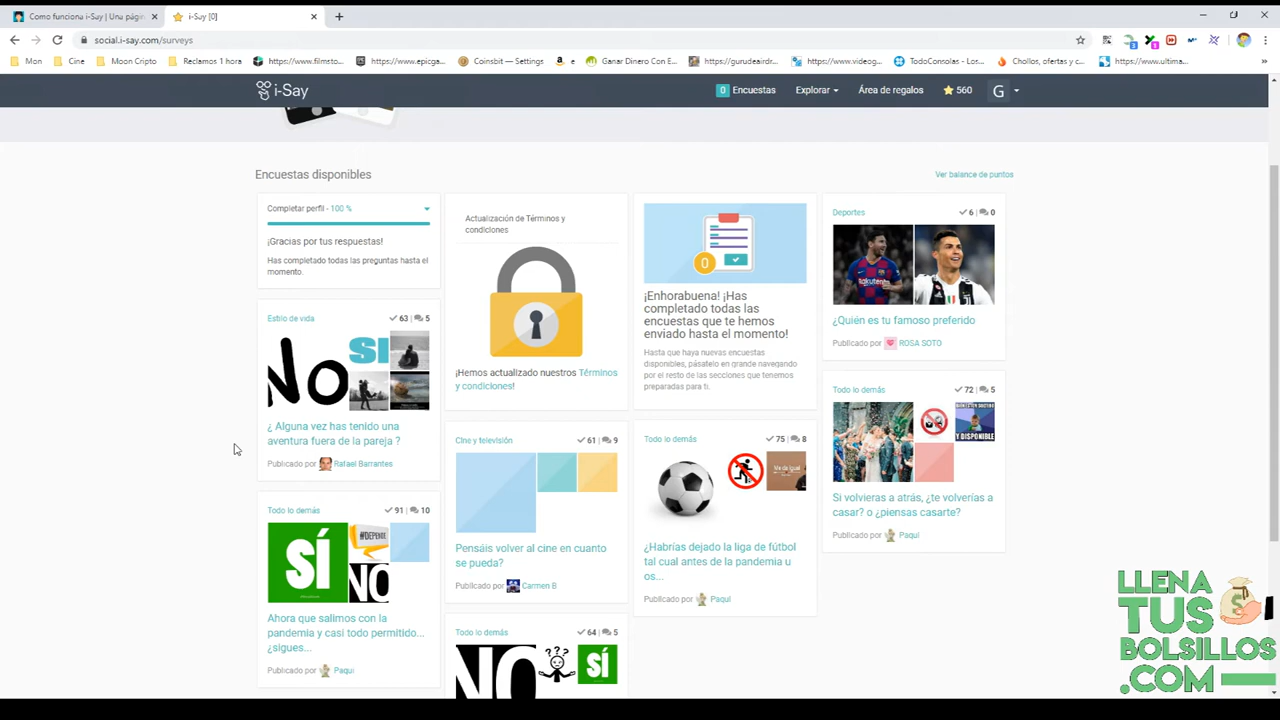 Como funciona i-Say | Una págin
i-Say [0]
social.i-say.com/surveys
Mon
Cine
Moon Cripto
Reclamos 1 hora
https://www.filmsto...
https://www.epicga...
Coinsbit — Settings
e
Ganar Dinero Con E...
https://gurudeairdr...
https://www.videog...
TodoConsolas - Los...
Chollos, ofertas y c...
https://www.ultima...
i-Say
0 Encuestas
Explorar
Área de regalos
560
G
Encuestas disponibles
Ver balance de puntos
Completar perfil - 100 %
¡Gracias por tus respuestas!
Has completado todas las preguntas hasta el
momento.
Estilo de vida
63 | 5
NO
SI
¿ Alguna vez has tenido una
aventura fuera de la pareja ?
Publicado por Rafael Barrantes
Todo lo demás
91 | 10
SÍ
#DEPENDE
NO
Ahora que salimos con la
pandemia y casi todo permitido...
¿sigues...
Publicado por Paqui
Actualización de Términos y
condiciones
¡Hemos actualizado nuestros Términos
y condiciones!
Cine y televisión
61 | 9
Pensáis volver al cine en cuanto
se pueda?
Publicado por Carmen B
Todo lo demás
64 | 5
NO
SÍ
0
¡Enhorabuena! ¡Has
completado todas las
encuestas que te hemos
enviado hasta el momento!
Hasta que haya nuevas encuestas
disponibles, pásatelo en grande navegando
por el resto de las secciones que tenemos
preparadas para ti.
Todo lo demás
75 | 8
Me da igual
¿Habrías dejado la liga de fútbol
tal cual antes de la pandemia u
os...
Publicado por Paqui
Deportes
6 | 0
¿Quién es tu famoso preferido
Publicado por ROSA SOTO
Todo lo demás
72 | 5
Y DISPONIBLE
Si volvieras a atrás, ¿te volverías a
casar? o ¿piensas casarte?
Publicado por Paqui
LLENA
TUS
BOLSILLOS
.COM